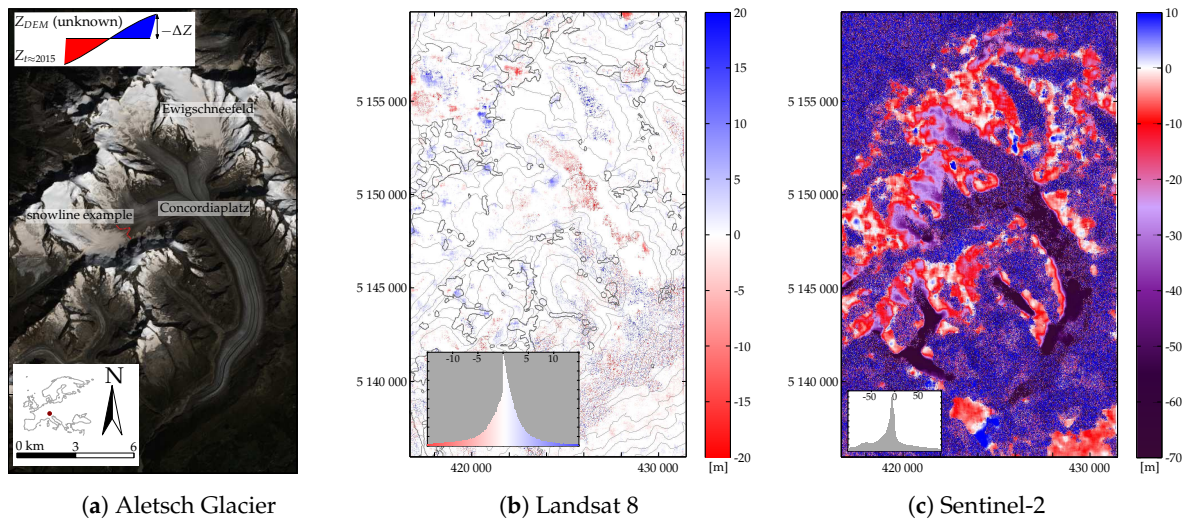 Z_DEM (unknown)
−ΔZ
Z_t≈2015
Ewigschneefeld
snowline example
Concordiaplatz
N
0 km 3 6
(a) Aletsch Glacier
5 155 000
5 150 000
5 145 000
5 140 000
420 000 430 000
-10 -5 0 5 10
20
15
10
5
0
-5
-10
-15
-20
[m]
(b) Landsat 8
5 155 000
5 150 000
5 145 000
5 140 000
420 000 430 000
-50 0 50
10
0
-10
-20
-30
-40
-50
-60
-70
[m]
(c) Sentinel-2